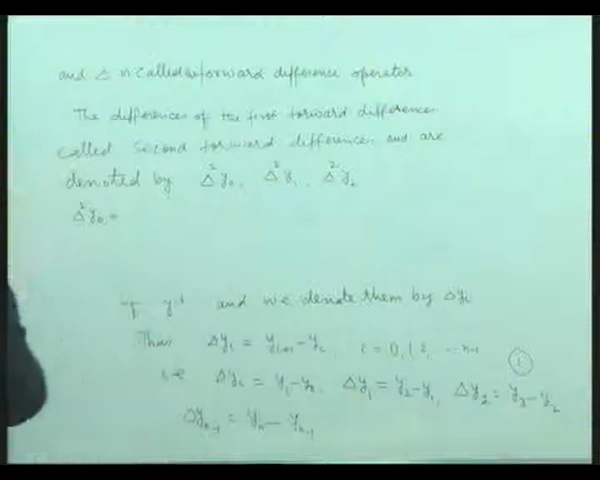 and Δ is called forward difference operator
The differences of the first forward differences
called second forward differences and are
denoted by Δ²y₀, Δ²y₁, Δ²y₂
Δ²y₀ =
of y's and we denote them by Δyᵢ
Thus Δyᵢ = yᵢ₊₁ − yᵢ i = 0, 1, 2, ... n-1
i.e Δy₀ = y₁ − y₀, Δy₁ = y₂ − y₁, Δy₂ = y₃ − y₂
Δyₙ₋₁ = yₙ − yₙ₋₁